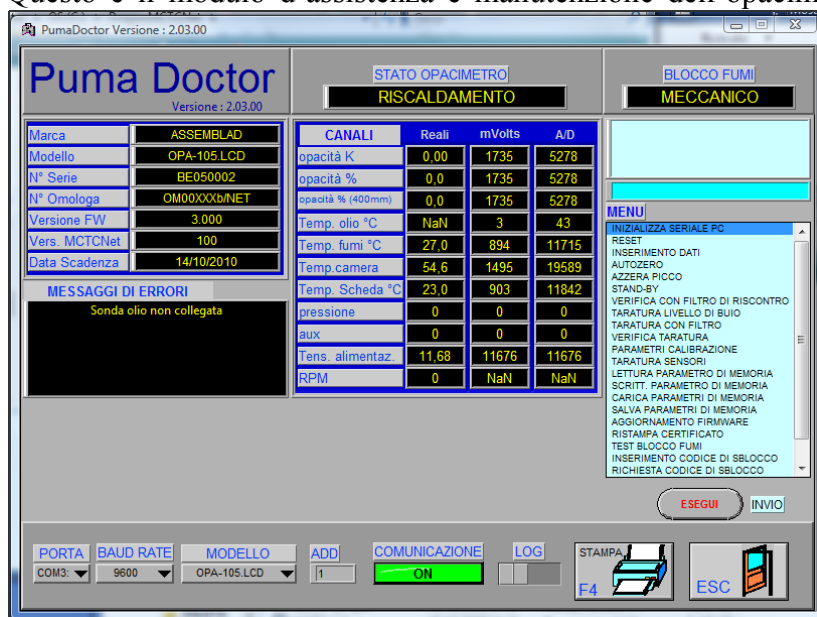 Questo è il modulo d'assistenza e manutenzione dell'opacim
PumaDoctor Versione : 2.03.00
Puma Doctor
Versione : 2.03.00
STATO OPACIMETRO
RISCALDAMENTO
BLOCCO FUMI
MECCANICO
Marca ASSEMBLAD
Modello OPA-105.LCD
N° Serie BE050002
N° Omologa OM00XXXb/NET
Versione FW 3.000
Vers. MCTCNet 100
Data Scadenza 14/10/2010
MESSAGGI DI ERRORI
Sonda olio non collegata
CANALI Reali mVolts A/D
opacità K 0,00 1735 5278
opacità % 0,0 1735 5278
opacità % (400mm) 0,0 1735 5278
Temp. olio °C NaN 3 43
Temp. fumi °C 27,0 894 11715
Temp.camera 54,6 1495 19589
Temp. Scheda °C 23,0 903 11842
pressione 0 0 0
aux 0 0 0
Tens. alimentaz. 11,68 11676 11676
RPM 0 NaN NaN
MENU
INIZIALIZZA SERIALE PC
RESET
INSERIMENTO DATI
AUTOZERO
AZZERA PICCO
STAND-BY
VERIFICA CON FILTRO DI RISCONTRO
TARATURA LIVELLO DI BUIO
TARATURA CON FILTRO
VERIFICA TARATURA
PARAMETRI CALIBRAZIONE
TARATURA SENSORI
LETTURA PARAMETRO DI MEMORIA
SCRITT. PARAMETRO DI MEMORIA
CARICA PARAMETRI DI MEMORIA
SALVA PARAMETRI DI MEMORIA
AGGIORNAMENTO FIRMWARE
RISTAMPA CERTIFICATO
TEST BLOCCO FUMI
INSERIMENTO CODICE DI SBLOCCO
RICHIESTA CODICE DI SBLOCCO
ESEGUI INVIO
PORTA BAUD RATE MODELLO ADD COMUNICAZIONE LOG
COM3: 9600 OPA-105.LCD 1 ON
STAMPA
F4
ESC